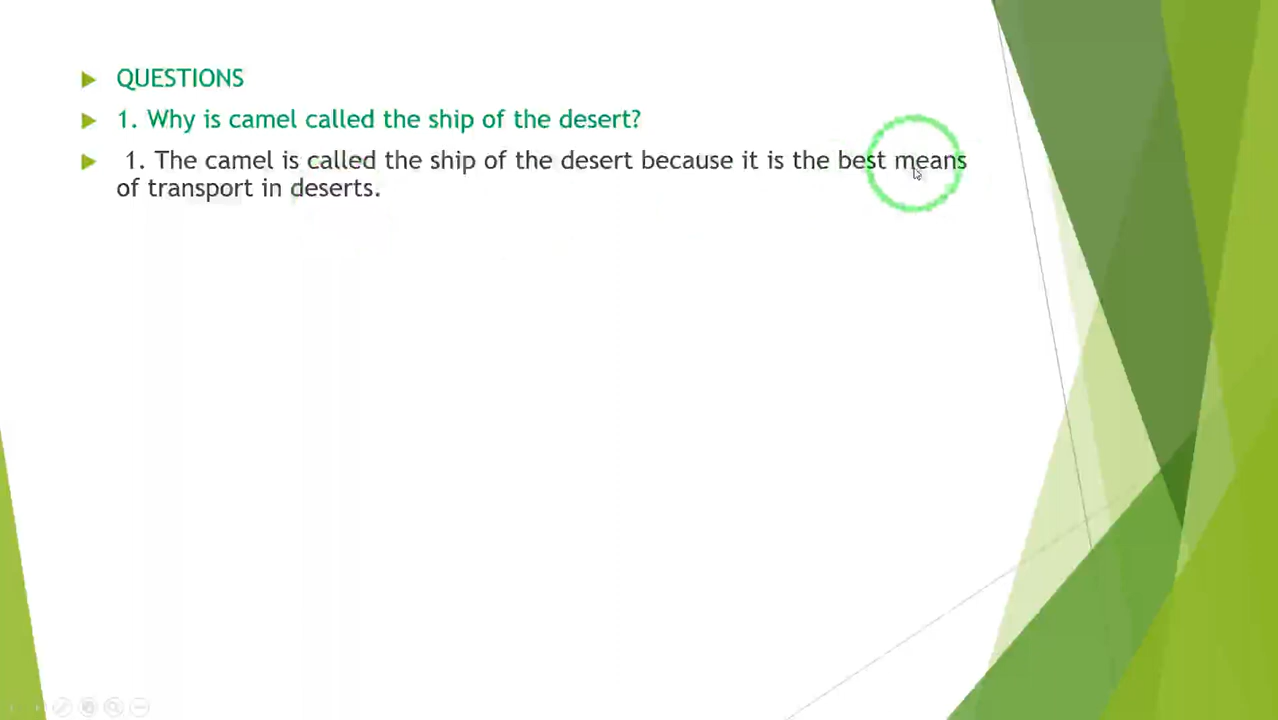 QUESTIONS
1. Why is camel called the ship of the desert?
1. The camel is called the ship of the desert because it is the best means
of transport in deserts.